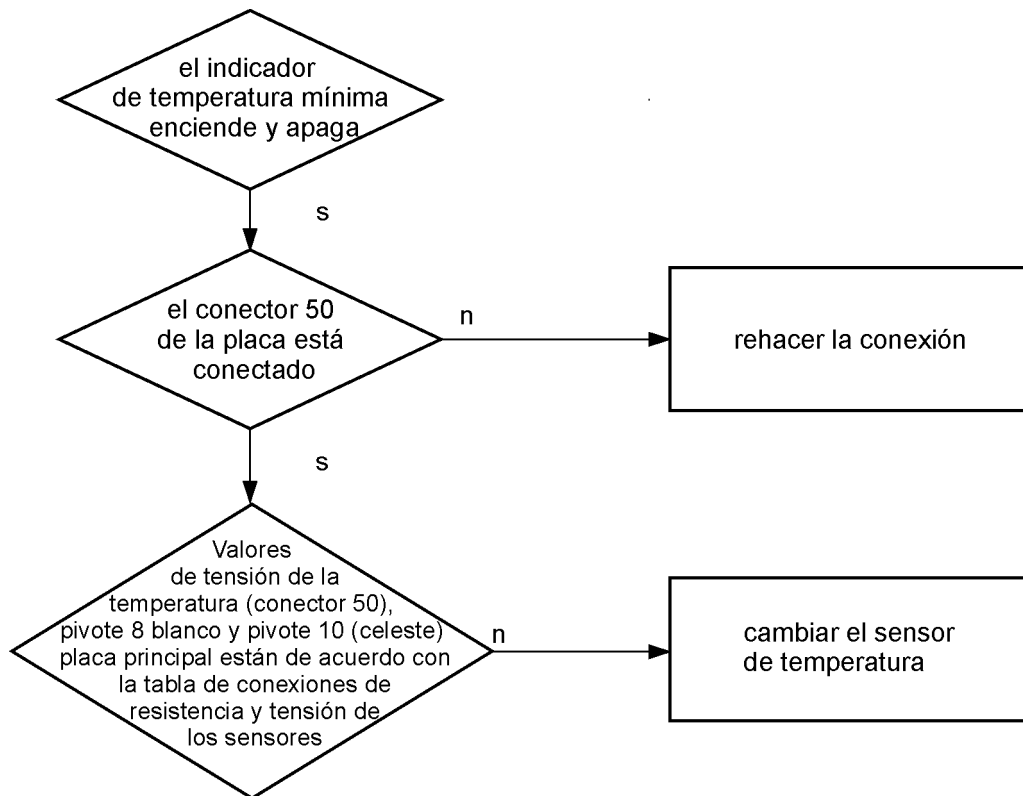 el indicador
de temperatura mínima
enciende y apaga
s
el conector 50
de la placa está
conectado
n
rehacer la conexión
s
Valores
de tensión de la
temperatura (conector 50),
pivote 8 blanco y pivote 10 (celeste)
placa principal están de acuerdo con
la tabla de conexiones de
resistencia y tensión de
los sensores
n
cambiar el sensor
de temperatura